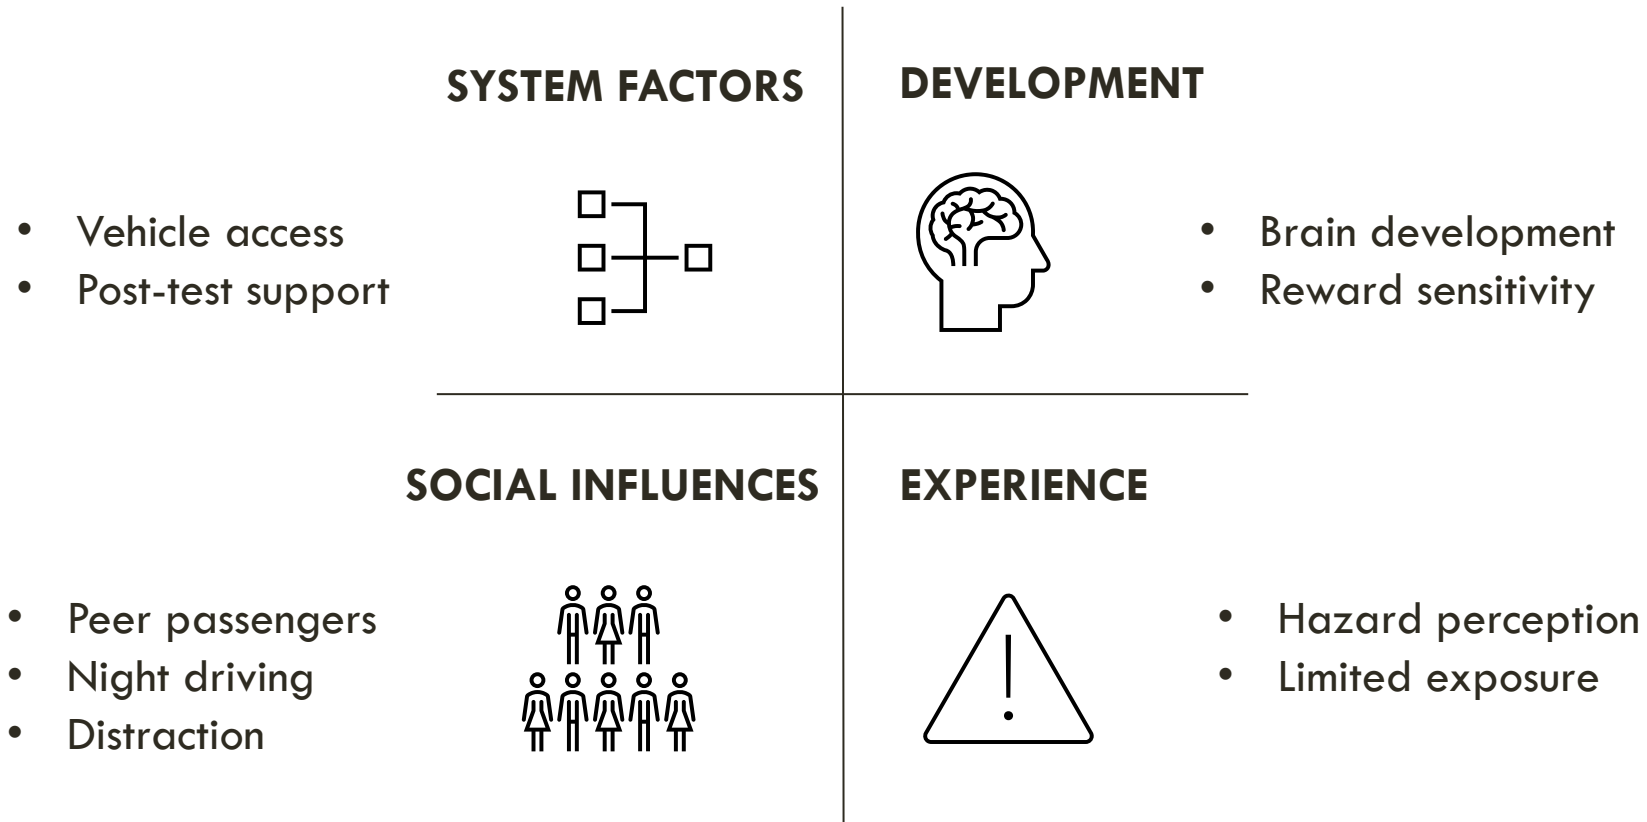 SYSTEM FACTORS
• Vehicle access
• Post-test support
DEVELOPMENT
• Brain development
• Reward sensitivity
SOCIAL INFLUENCES
• Peer passengers
• Night driving
• Distraction
EXPERIENCE
• Hazard perception
• Limited exposure